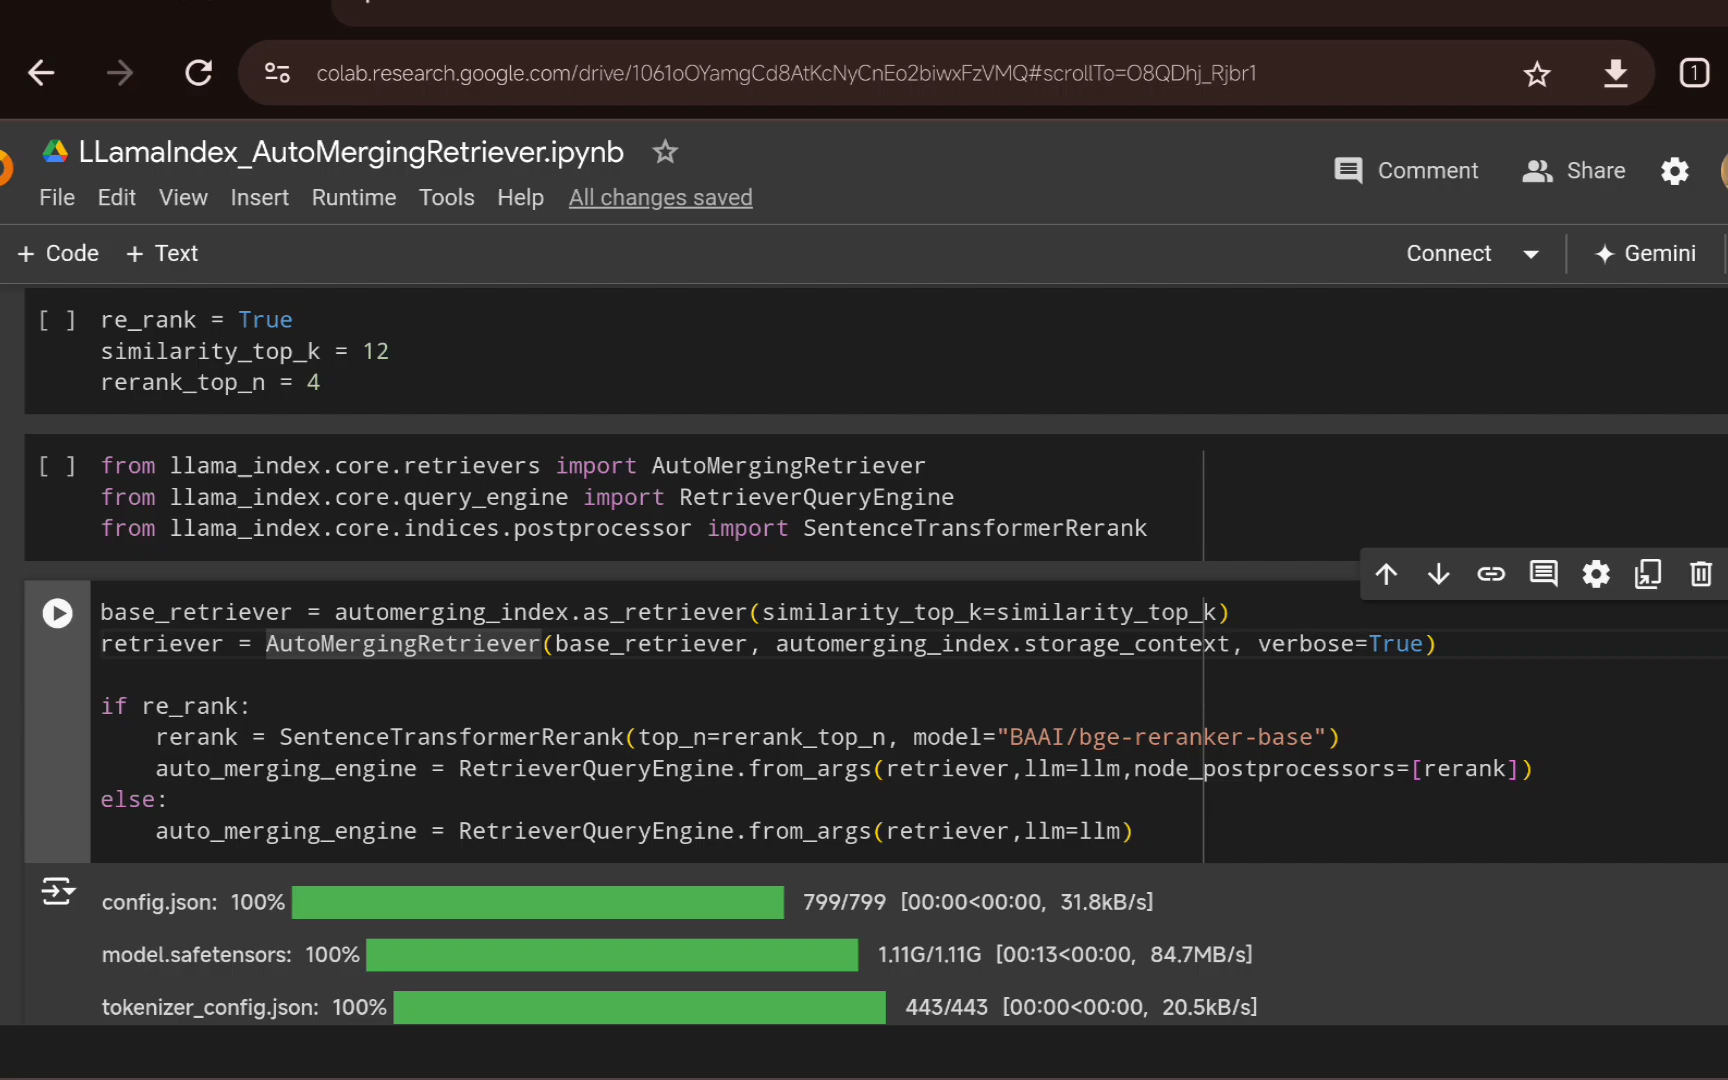 colab.research.google.com/drive/1061oOYamgCd8AtKcNyCnEo2biwxFzVMQ#scrollTo=O8QDhj_Rjbr1
1
LLamaIndex_AutoMergingRetriever.ipynb
Comment Share
File Edit View Insert Runtime Tools Help All changes saved
+ Code + Text Connect Gemini
[ ] re_rank = True
similarity_top_k = 12
rerank_top_n = 4
[ ] from llama_index.core.retrievers import AutoMergingRetriever
from llama_index.core.query_engine import RetrieverQueryEngine
from llama_index.core.indices.postprocessor import SentenceTransformerRerank
base_retriever = automerging_index.as_retriever(similarity_top_k=similarity_top_k)
retriever = AutoMergingRetriever(base_retriever, automerging_index.storage_context, verbose=True)
if re_rank:
    rerank = SentenceTransformerRerank(top_n=rerank_top_n, model="BAAI/bge-reranker-base")
    auto_merging_engine = RetrieverQueryEngine.from_args(retriever,llm=llm,node_postprocessors=[rerank])
else:
    auto_merging_engine = RetrieverQueryEngine.from_args(retriever,llm=llm)
config.json: 100% 799/799 [00:00<00:00, 31.8kB/s]
model.safetensors: 100% 1.11G/1.11G [00:13<00:00, 84.7MB/s]
tokenizer_config.json: 100% 443/443 [00:00<00:00, 20.5kB/s]